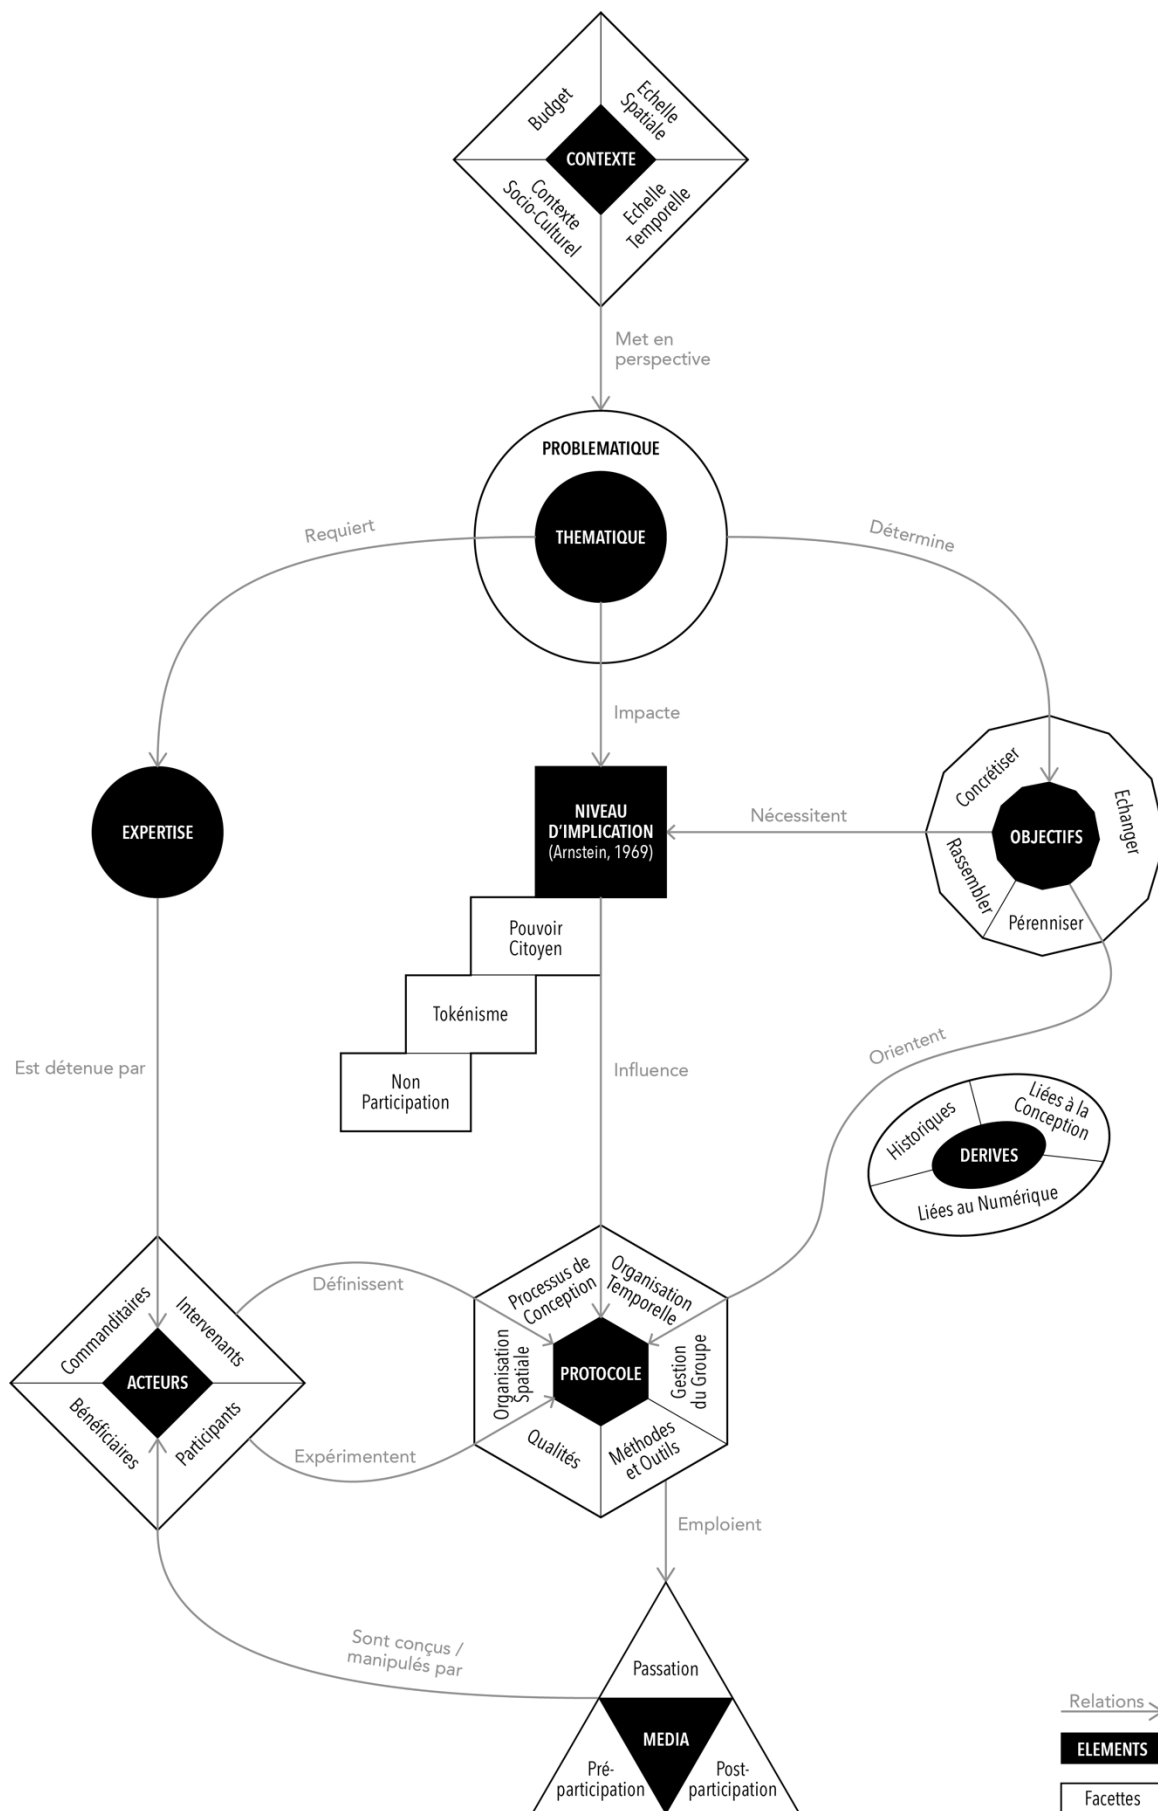 Budget
Echelle
Spatiale
CONTEXTE
Contexte
Socio-Culturel
Echelle
Temporelle
Met en
perspective
PROBLEMATIQUE
THEMATIQUE
Requiert
Détermine
Impacte
EXPERTISE
NIVEAU
D'IMPLICATION
(Arnstein, 1969)
Nécessitent
Concrétiser
Echanger
OBJECTIFS
Rassembler
Pérenniser
Pouvoir
Citoyen
Tokénisme
Non
Participation
Est détenue par
Influence
Orientent
Historiques
Liées à la
Conception
DERIVES
Liées au Numérique
Commanditaires
Intervenants
ACTEURS
Bénéficiaires
Participants
Définissent
Expérimentent
Processus de
Conception
Organisation
Temporelle
Organisation
Spatiale
PROTOCOLE
Gestion
du Groupe
Qualités
Méthodes
et Outils
Emploient
Sont conçus /
manipulés par
Passation
MEDIA
Pré-
participation
Post-
participation
Relations
ELEMENTS
Facettes